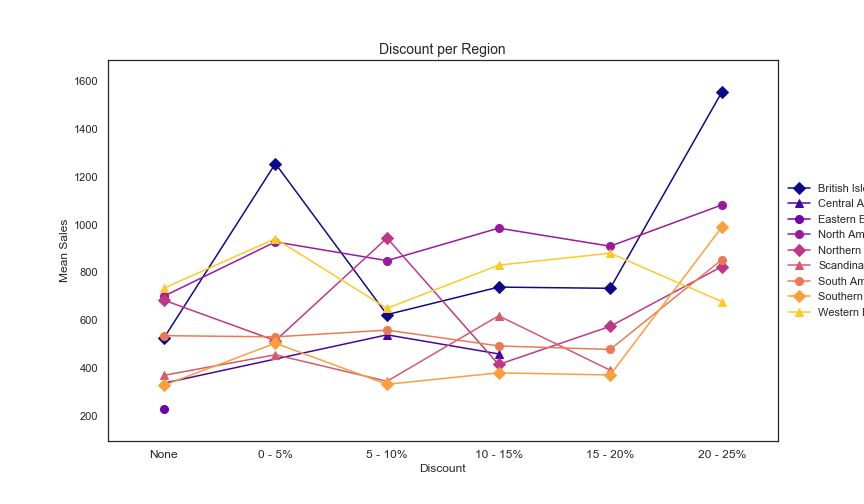 Discount per Region
1600
1400
1200
1000
800
600
400
200
Mean Sales
None
0 - 5%
5 - 10%
10 - 15%
15 - 20%
20 - 25%
Discount
British Isl
Central A
Eastern E
North Am
Northern
Scandina
South Am
Southern
Western E